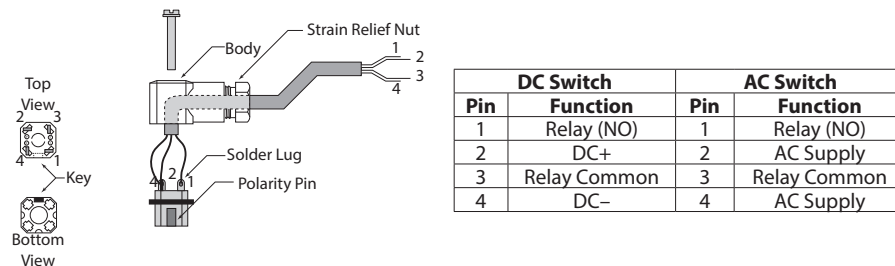 Strain Relief Nut
Body
1
2
3
4
Top
View
2 3
4 1
Key
Bottom
View
4 2 1
Solder Lug
Polarity Pin
DC Switch AC Switch
Pin Function Pin Function
1 Relay (NO) 1 Relay (NO)
2 DC+ 2 AC Supply
3 Relay Common 3 Relay Common
4 DC– 4 AC Supply